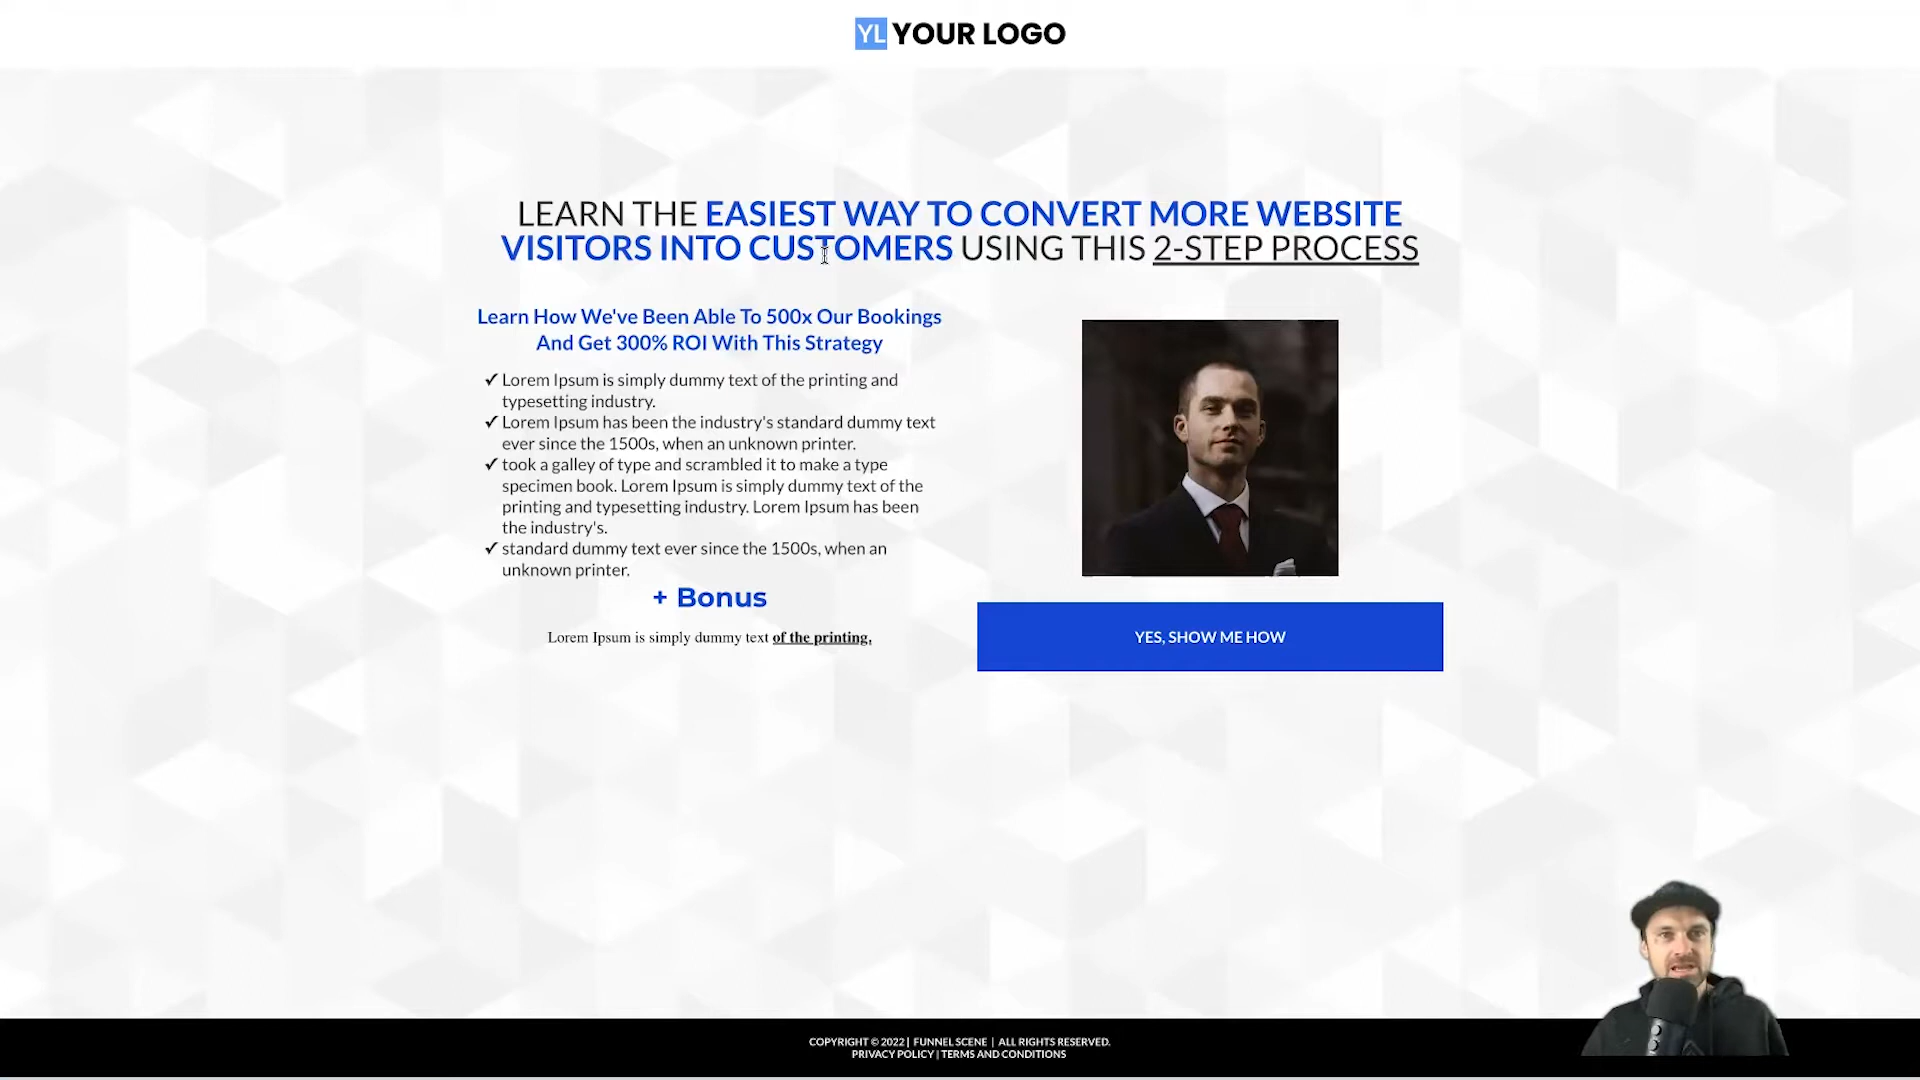 YL YOUR LOGO
LEARN THE EASIEST WAY TO CONVERT MORE WEBSITE
VISITORS INTO CUSTOMERS USING THIS 2-STEP PROCESS
Learn How We've Been Able To 500x Our Bookings
And Get 300% ROI With This Strategy
✓ Lorem Ipsum is simply dummy text of the printing and
typesetting industry.
✓ Lorem Ipsum has been the industry's standard dummy text
ever since the 1500s, when an unknown printer.
✓ took a galley of type and scrambled it to make a type
specimen book. Lorem Ipsum is simply dummy text of the
printing and typesetting industry. Lorem Ipsum has been
the industry's.
✓ standard dummy text ever since the 1500s, when an
unknown printer.
+ Bonus
Lorem Ipsum is simply dummy text of the printing.
YES, SHOW ME HOW
COPYRIGHT © 2022 | FUNNEL SCENE | ALL RIGHTS RESERVED.
PRIVACY POLICY | TERMS AND CONDITIONS